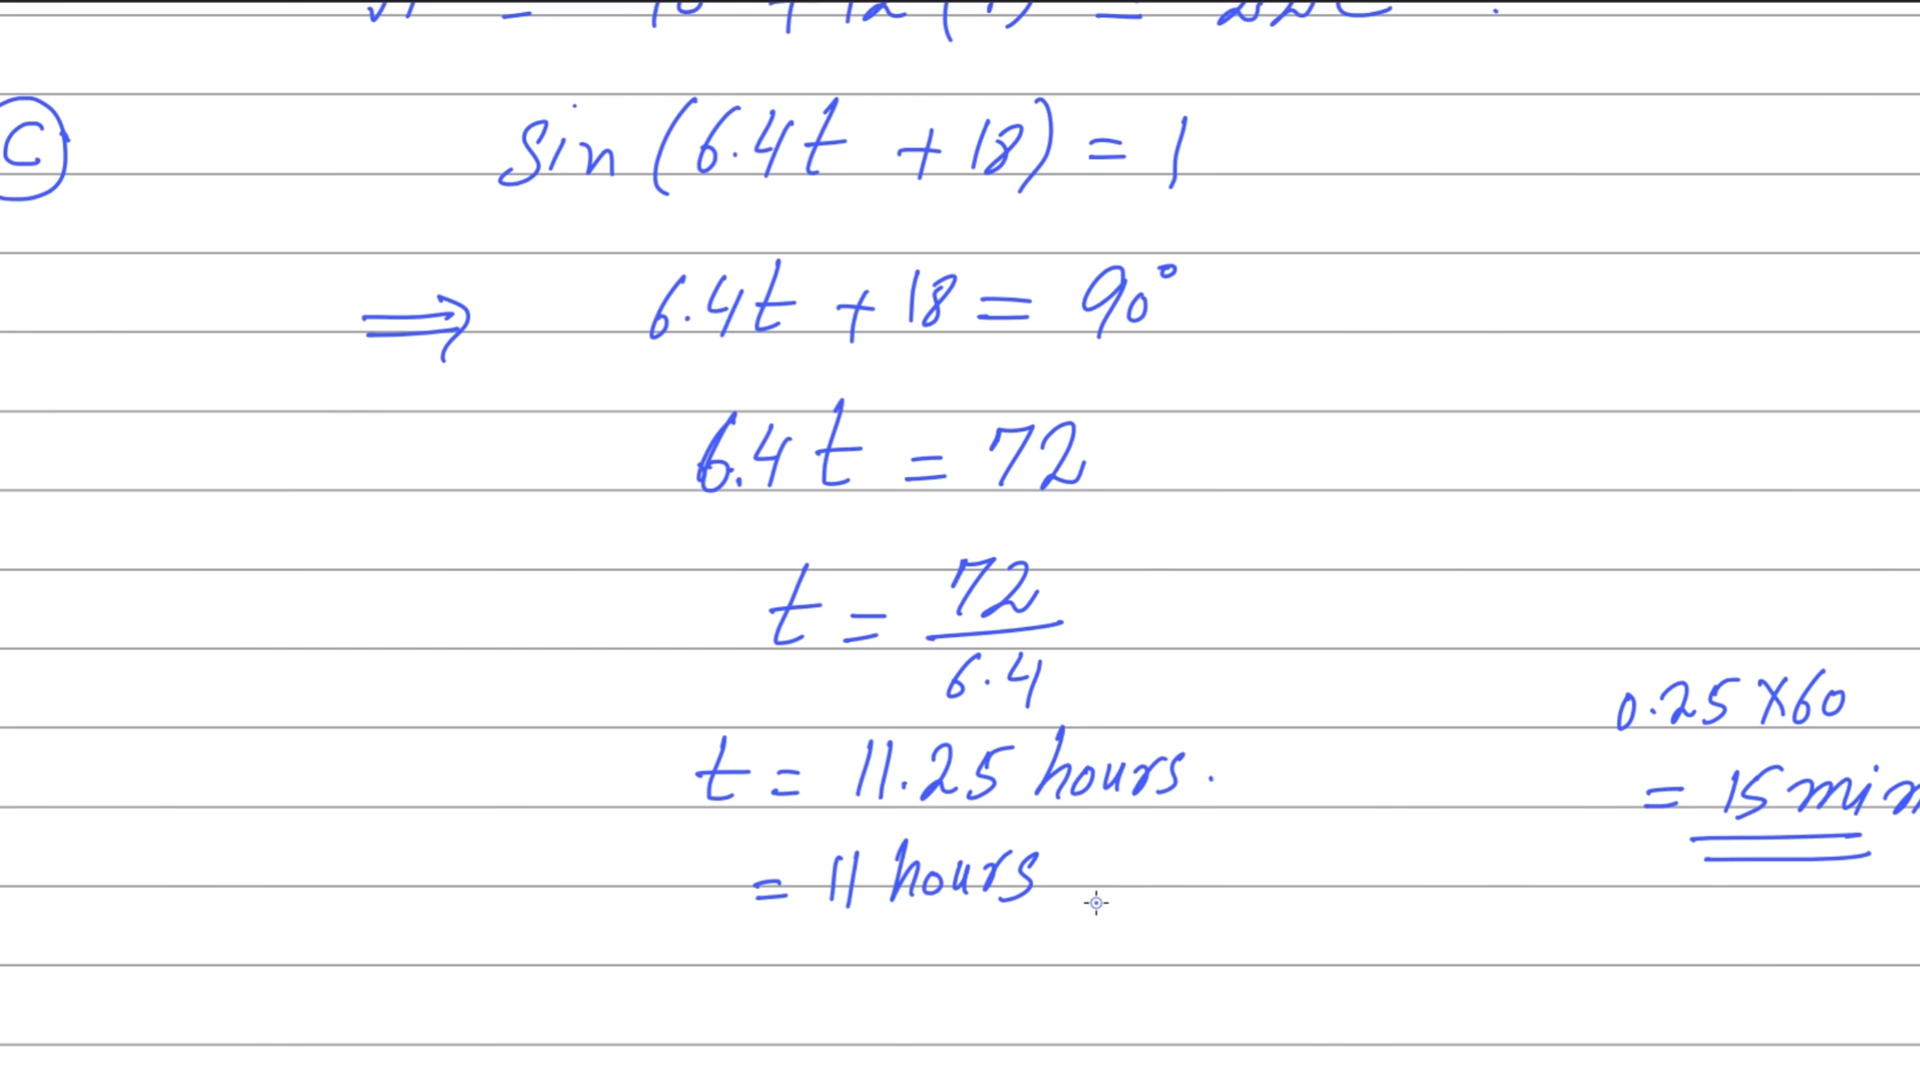 C sin(6.4t + 18) = 1
⟹ 6.4t + 18 = 90°
6.4t = 72
t = 72/6.4
0.25 × 60
t = 11.25 hours.
= 15 min
= 11 hours